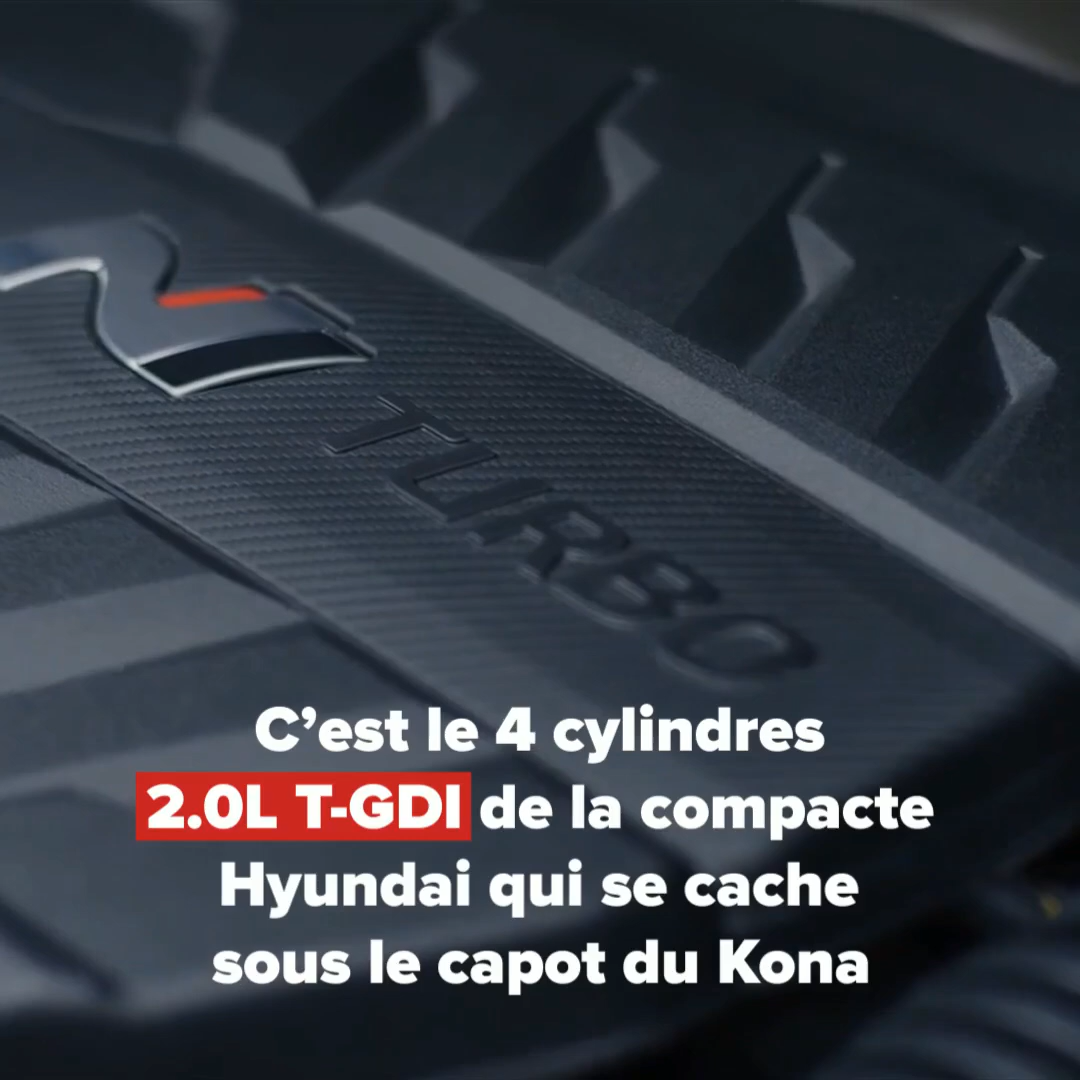 N
TURBO
C’est le 4 cylindres
2.0L T-GDI de la compacte
Hyundai qui se cache
sous le capot du Kona